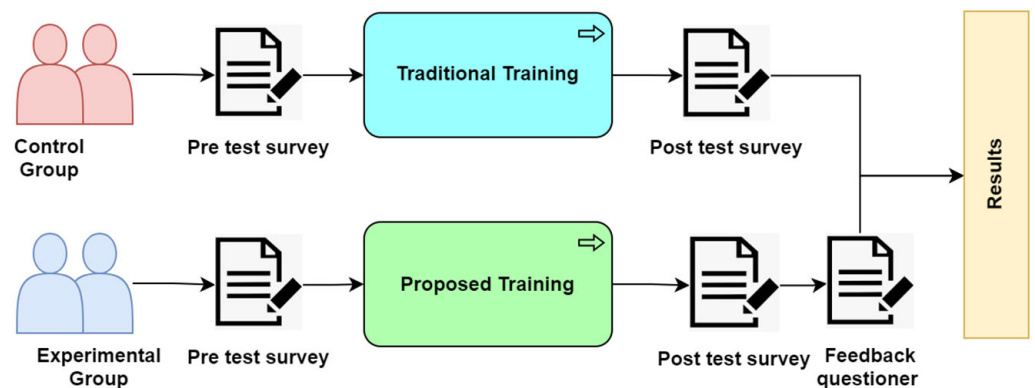 Traditional Training
Control
Group
Pre test survey
Post test survey
Results
Proposed Training
Experimental
Group
Pre test survey
Post test survey
Feedback
questioner